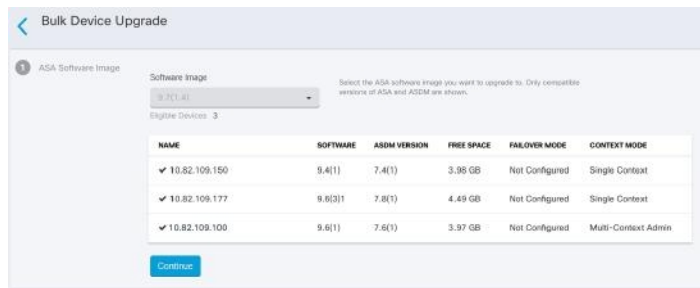 Bulk Device Upgrade
1 ASA Software Image
Software Image
Select the ASA software image you want to upgrade to. Only compatible
versions of ASA and ASDM are shown.
9.7(1.4)
Eligible Devices 3
NAME SOFTWARE ASDM VERSION FREE SPACE FAILOVER MODE CONTEXT MODE
10.82.109.150 9.4(1) 7.4(1) 3.98 GB Not Configured Single Context
10.82.109.177 9.6(3)1 7.8(1) 4.49 GB Not Configured Single Context
10.82.109.100 9.6(1) 7.6(1) 3.97 GB Not Configured Multi-Context Admin
Continue